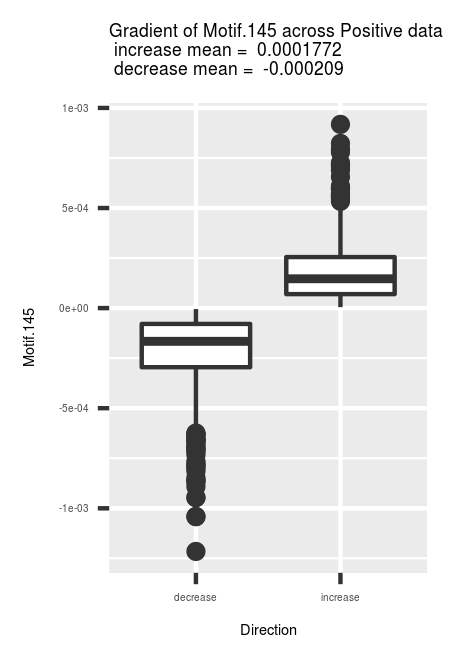 Gradient of Motif.145 across Positive data
increase mean =  0.0001772
decrease mean =  -0.000209
1e-03
5e-04
0e+00
-5e-04
-1e-03
Motif.145
decrease
increase
Direction